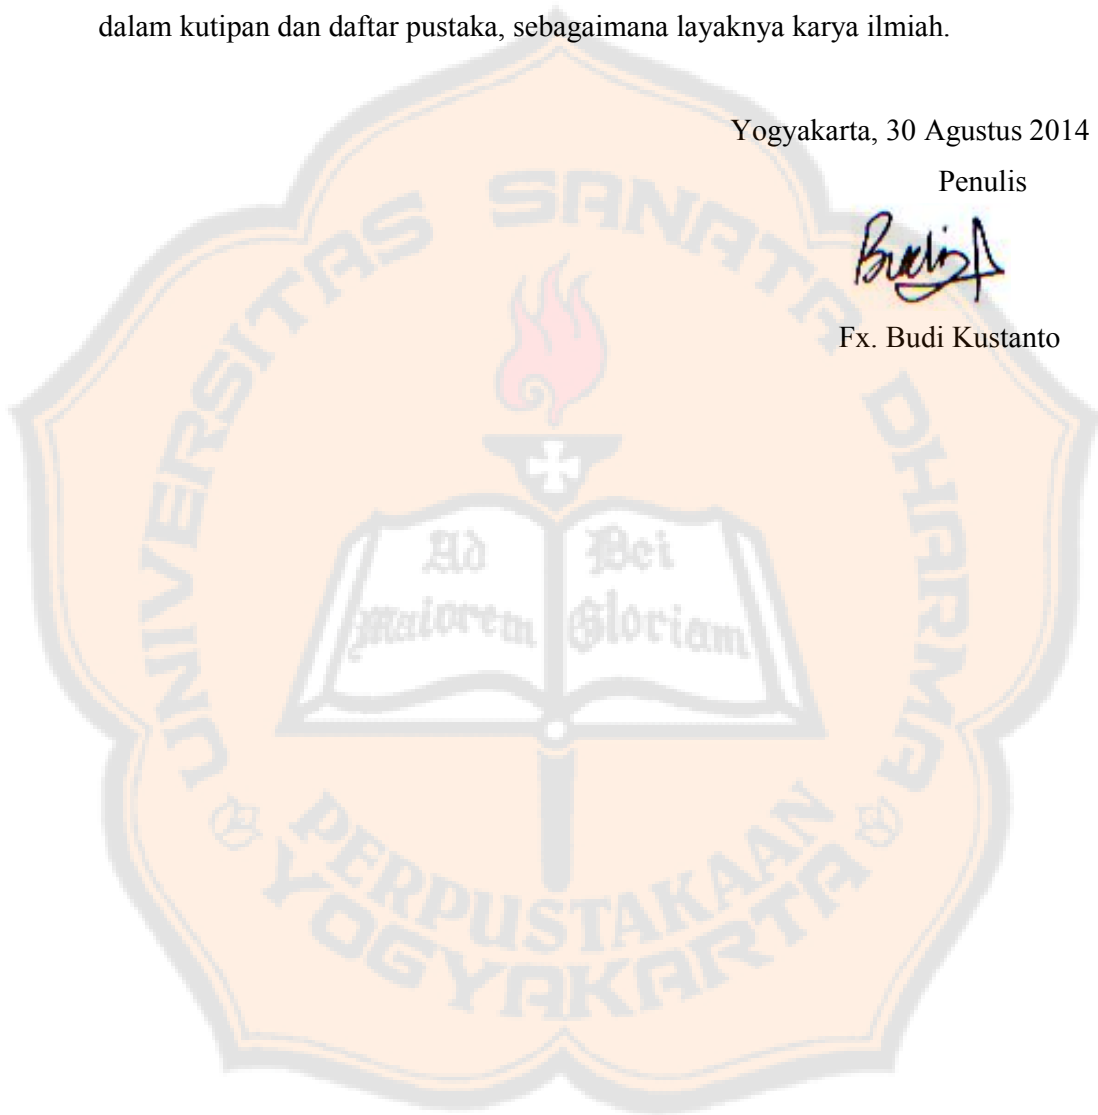 dalam kutipan dan daftar pustaka, sebagaimana layaknya karya ilmiah.
Yogyakarta, 30 Agustus 2014
Penulis
Fx. Budi Kustanto
UNIVERSITAS SANATA DHARMA
Ad Dei
Maiorem Gloriam
PERPUSTAKAAN
YOGYAKARTA